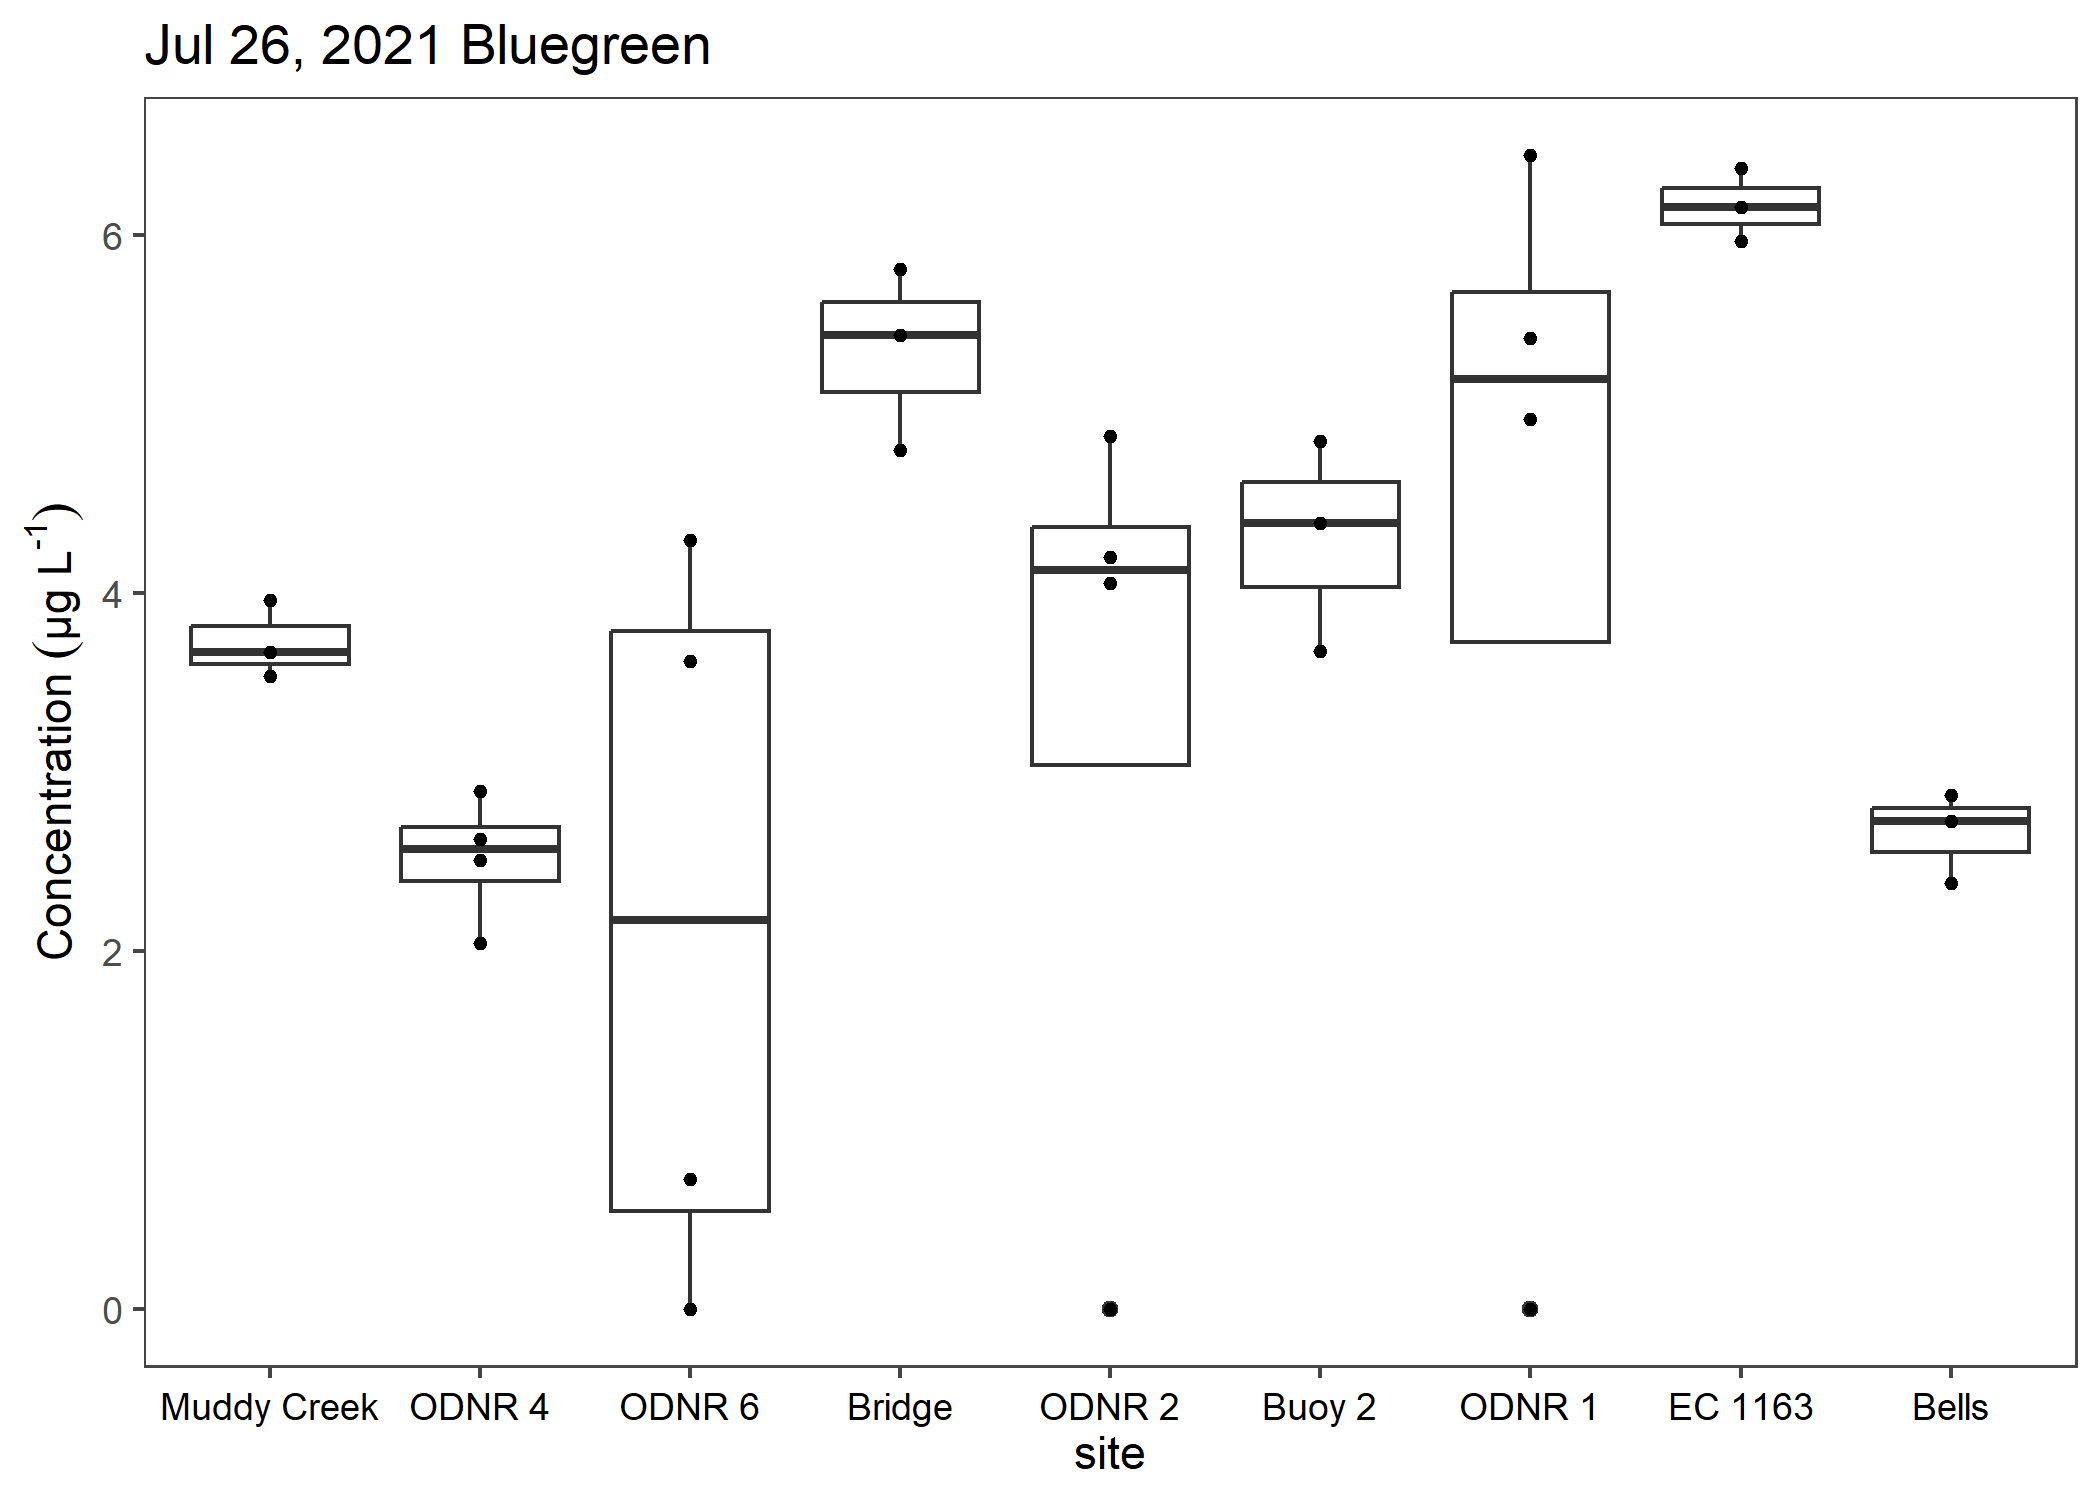 Jul 26, 2021 Bluegreen
Concentration (µg L⁻¹)
6
4
2
0
Muddy Creek ODNR 4 ODNR 6 Bridge ODNR 2 Buoy 2 ODNR 1 EC 1163 Bells
site